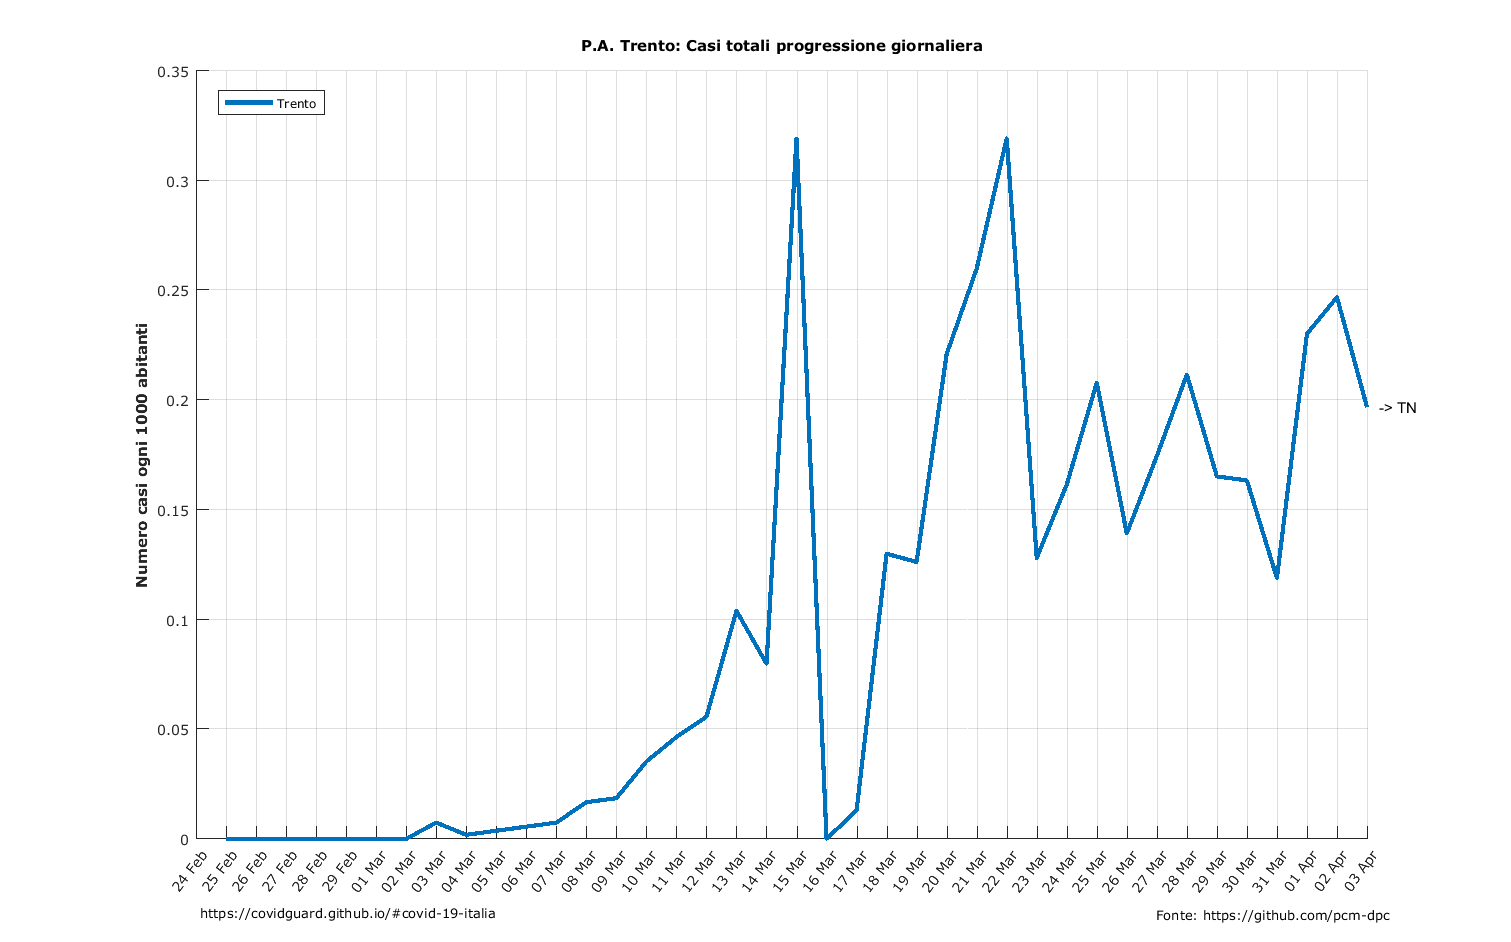 P.A. Trento: Casi totali progressione giornaliera
Trento
Numero casi ogni 1000 abitanti
0.35
0.3
0.25
0.2
0.15
0.1
0.05
0
-> TN
24 Feb
25 Feb
26 Feb
27 Feb
28 Feb
29 Feb
01 Mar
02 Mar
03 Mar
04 Mar
05 Mar
06 Mar
07 Mar
08 Mar
09 Mar
10 Mar
11 Mar
12 Mar
13 Mar
14 Mar
15 Mar
16 Mar
17 Mar
18 Mar
19 Mar
20 Mar
21 Mar
22 Mar
23 Mar
24 Mar
25 Mar
26 Mar
27 Mar
28 Mar
29 Mar
30 Mar
31 Mar
01 Apr
02 Apr
03 Apr
https://covidguard.github.io/#covid-19-italia
Fonte: https://github.com/pcm-dpc